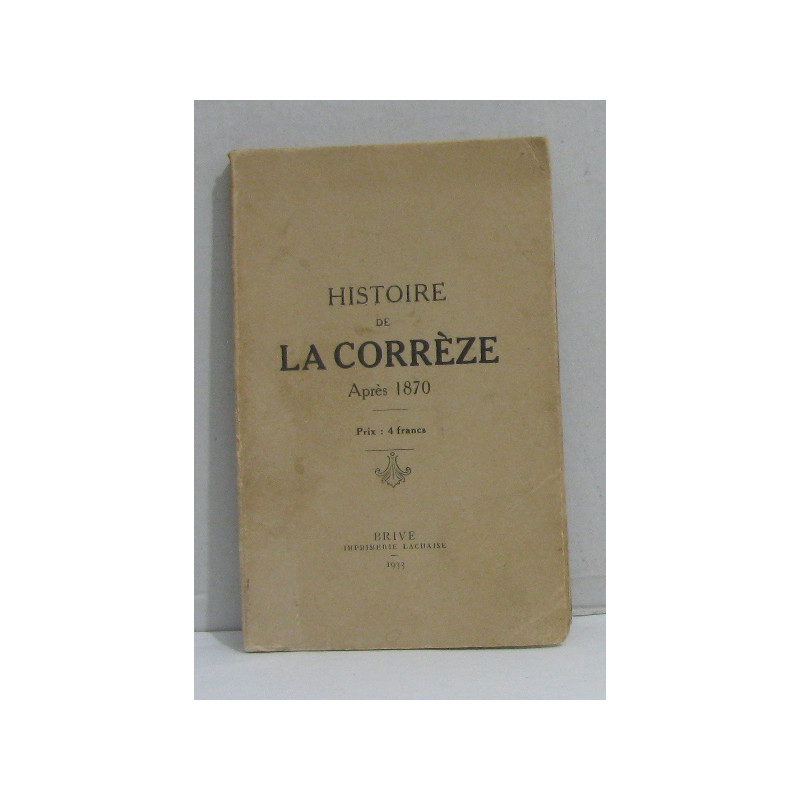 HISTOIRE
DE
LA CORRÈZE
Après 1870
Prix : 4 francs
BRIVE
IMPRIMERIE LACHAISE